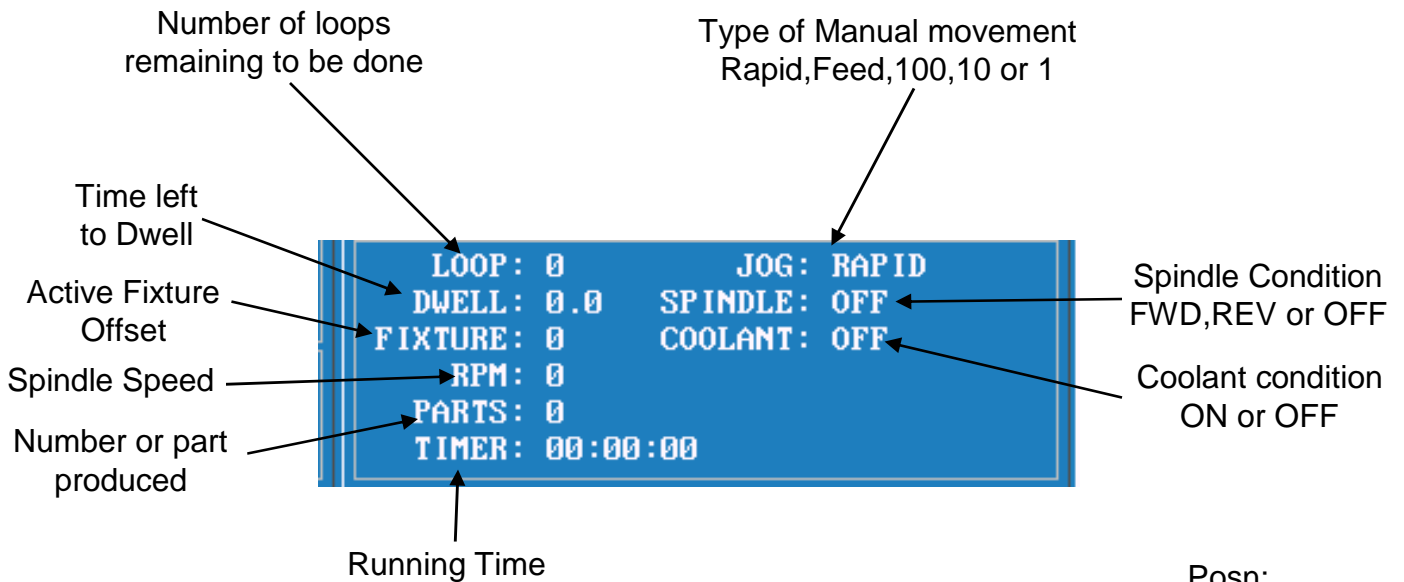 Number of loops
remaining to be done
Type of Manual movement
Rapid,Feed,100,10 or 1
Time left
to Dwell
Active Fixture
Offset
Spindle Speed
Number or part
produced
LOOP: 0
DWELL: 0.0
FIXTURE: 0
RPM: 0
PARTS: 0
TIMER: 00:00:00
JOG: RAPID
SPINDLE: OFF
COOLANT: OFF
Spindle Condition
FWD,REV or OFF
Coolant condition
ON or OFF
Running Time
Posn: